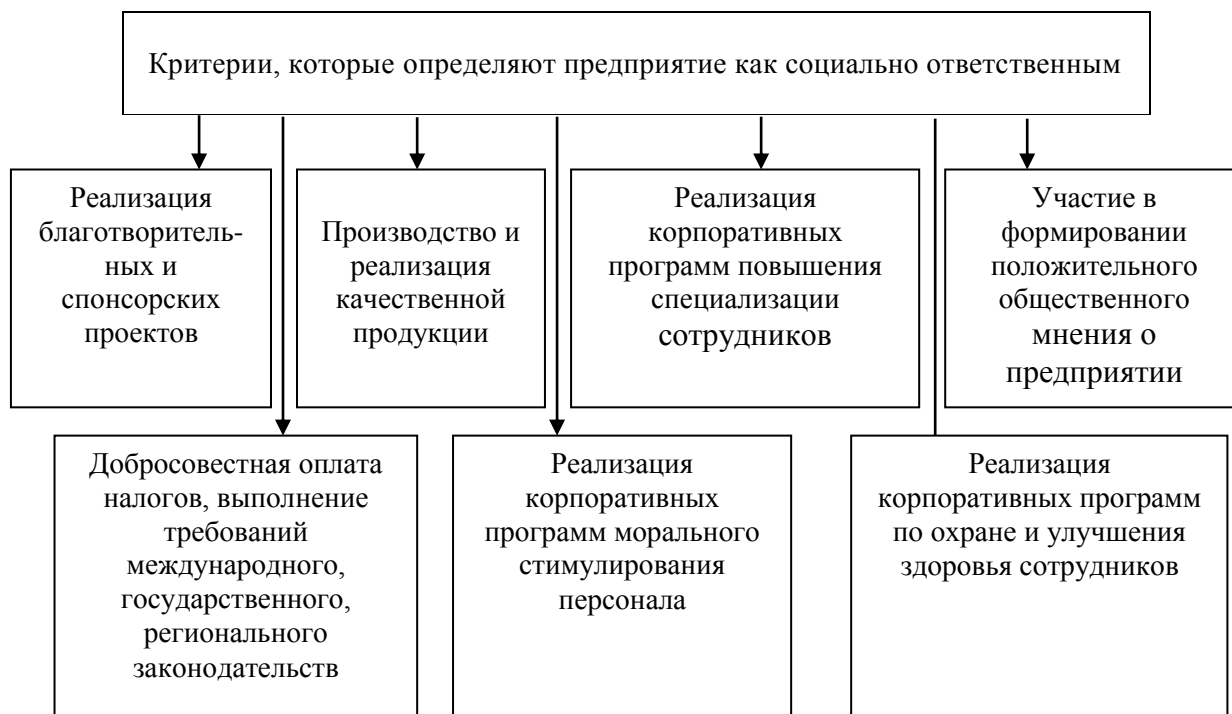 Критерии, которые определяют предприятие как социально ответственным
Реализация
благотворитель-
ных и
спонсорских
проектов
Производство и
реализация
качественной
продукции
Реализация
корпоративных
программ повышения
специализации
сотрудников
Участие в
формировании
положительного
общественного
мнения о
предприятии
Добросовестная оплата
налогов, выполнение
требований
международного,
государственного,
регионального
законодательств
Реализация
корпоративных
программ морального
стимулирования
персонала
Реализация
корпоративных программ
по охране и улучшения
здоровья сотрудников